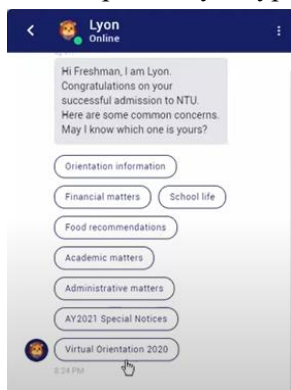 Lyon
Online
Hi Freshman, I am Lyon.
Congratulations on your
successful admission to NTU.
Here are some common concerns.
May I know which one is yours?
Orientation information
Financial matters
School life
Food recommendations
Academic matters
Administrative matters
AY2021 Special Notices
Virtual Orientation 2020
8:24 PM